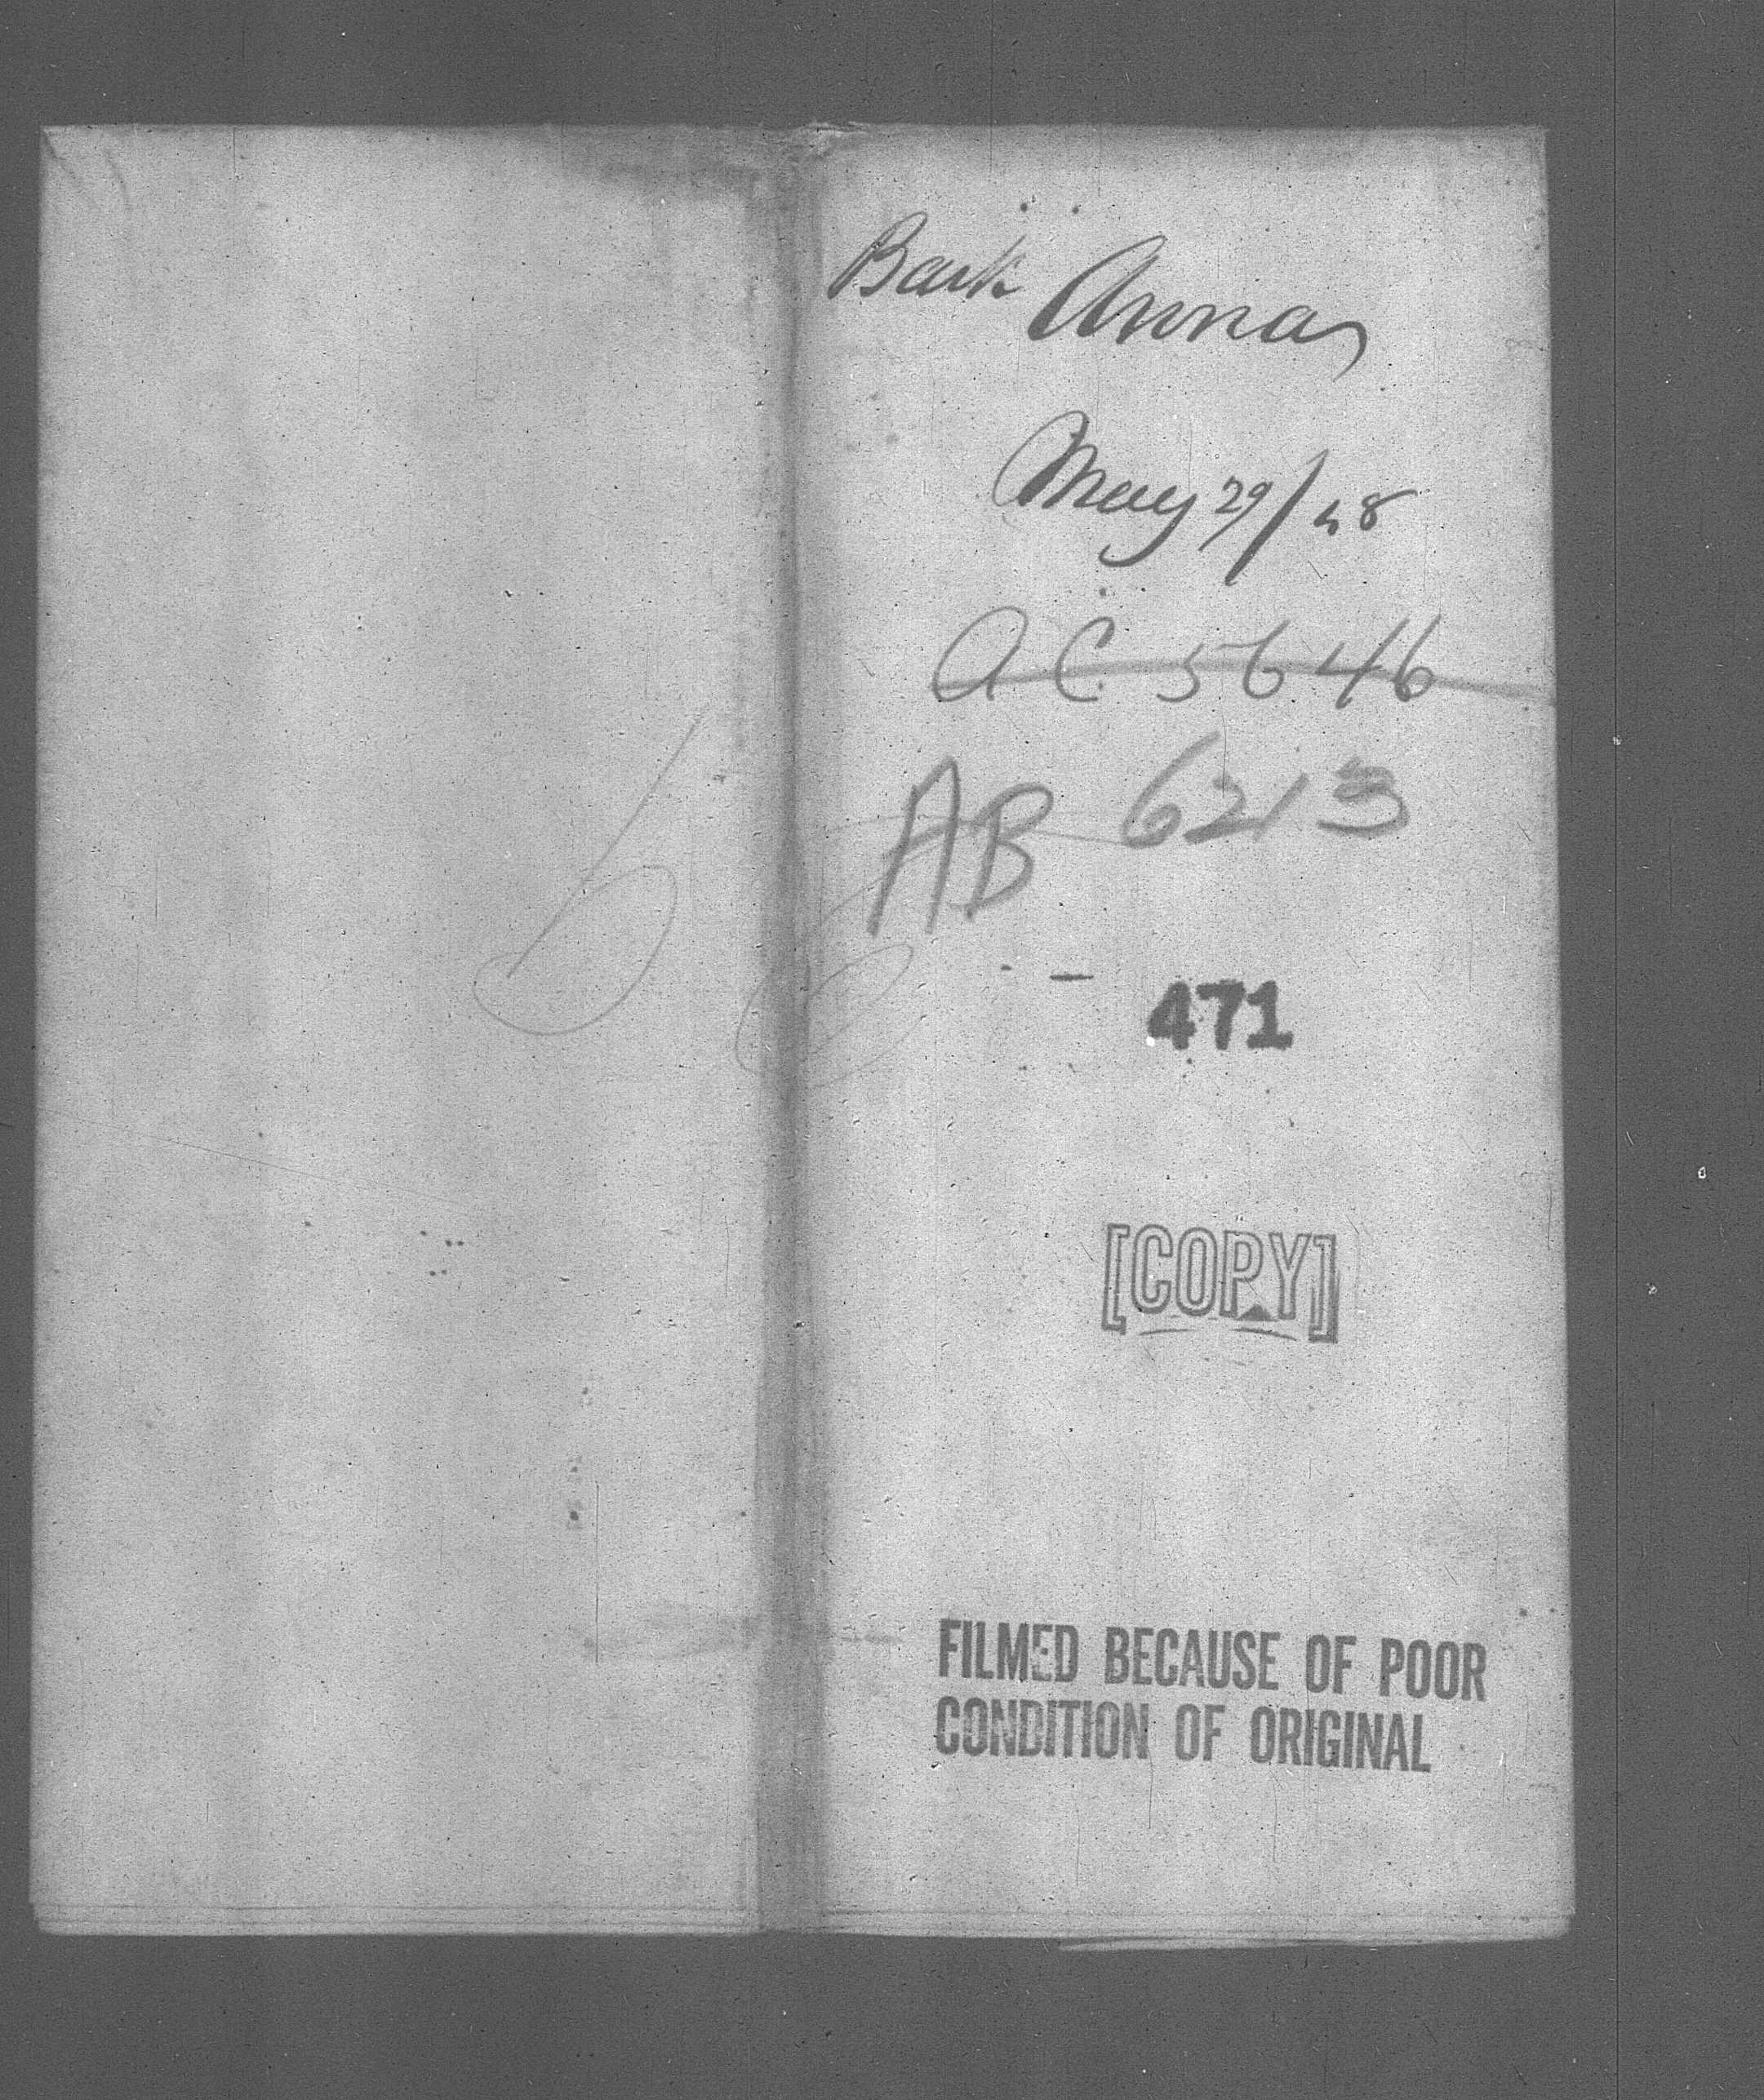 Bark Anna
May 29/48
AC 5646
AB 6213
471
[COPY]
FILMED BECAUSE OF POOR
CONDITION OF ORIGINAL